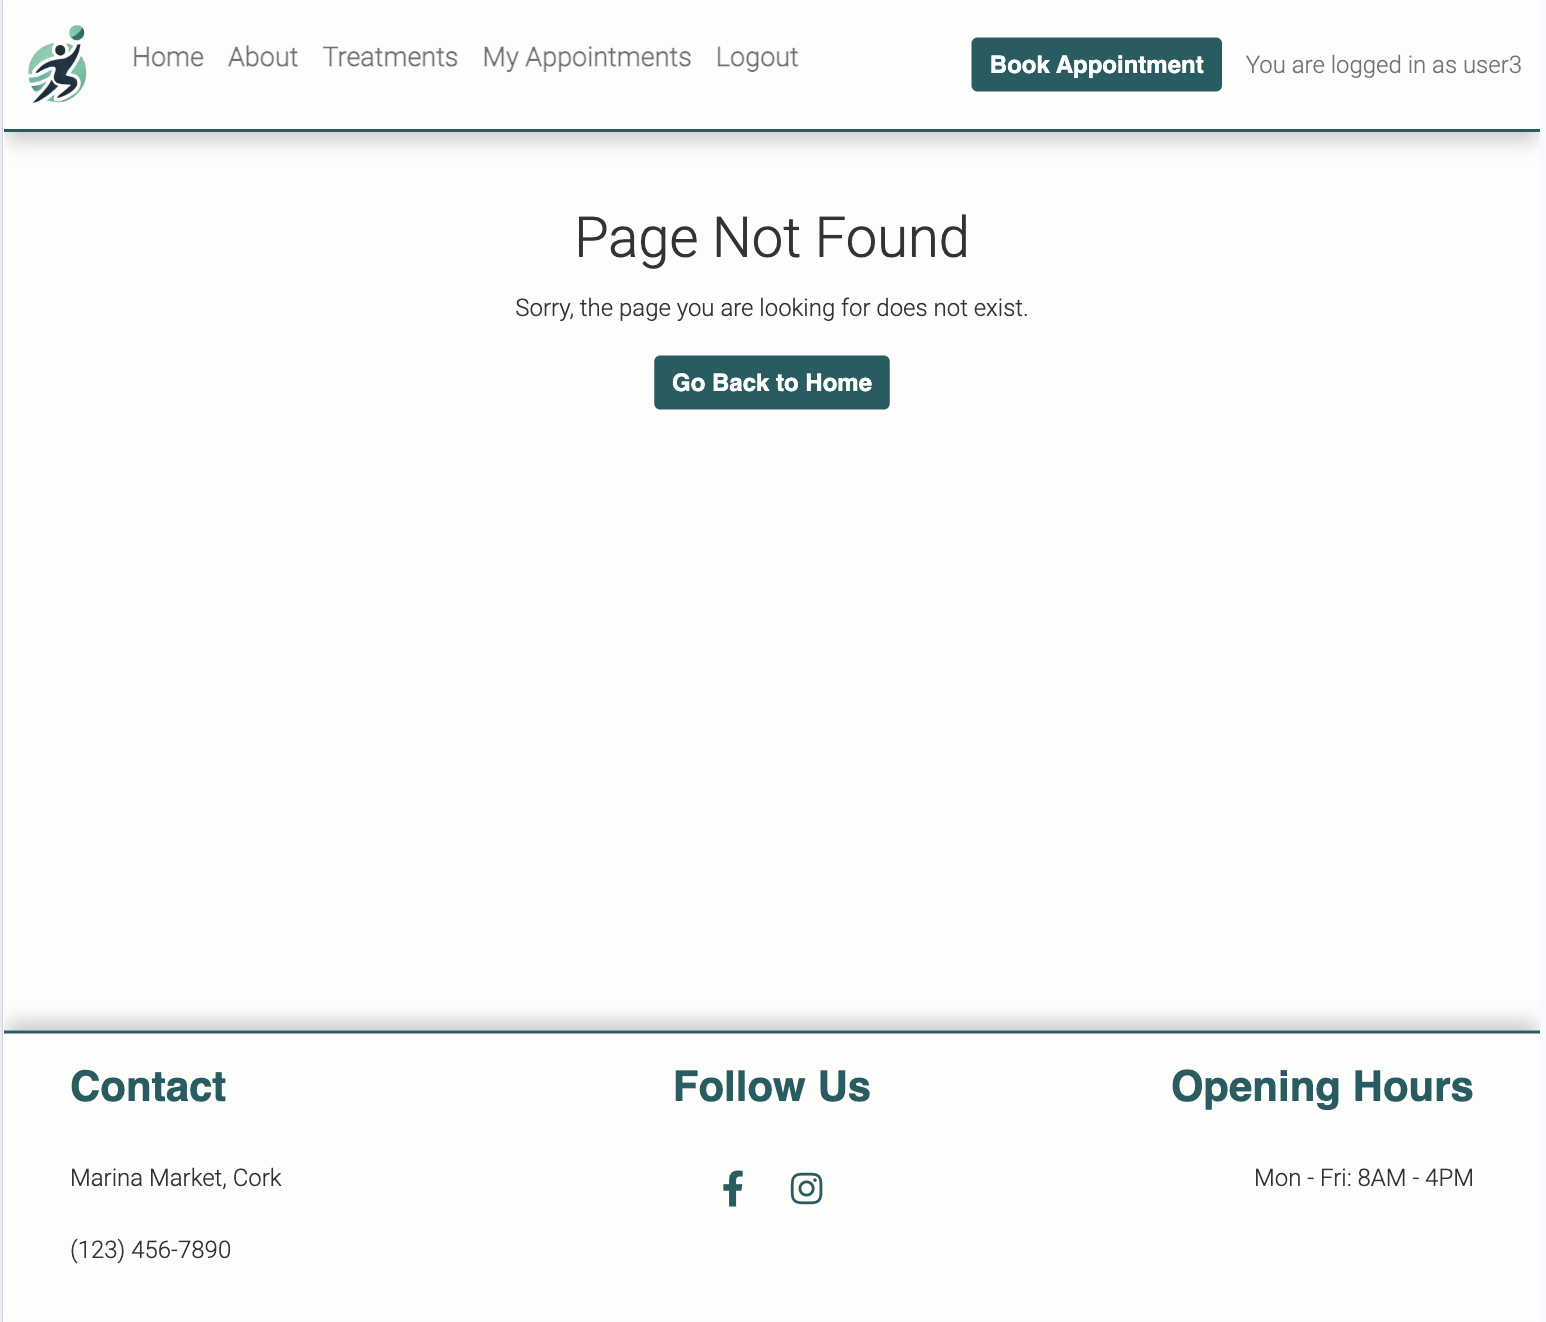 Home About Treatments My Appointments Logout Book Appointment You are logged in as user3
Page Not Found
Sorry, the page you are looking for does not exist.
Go Back to Home
Contact
Marina Market, Cork
(123) 456-7890
Follow Us
Opening Hours
Mon - Fri: 8AM - 4PM